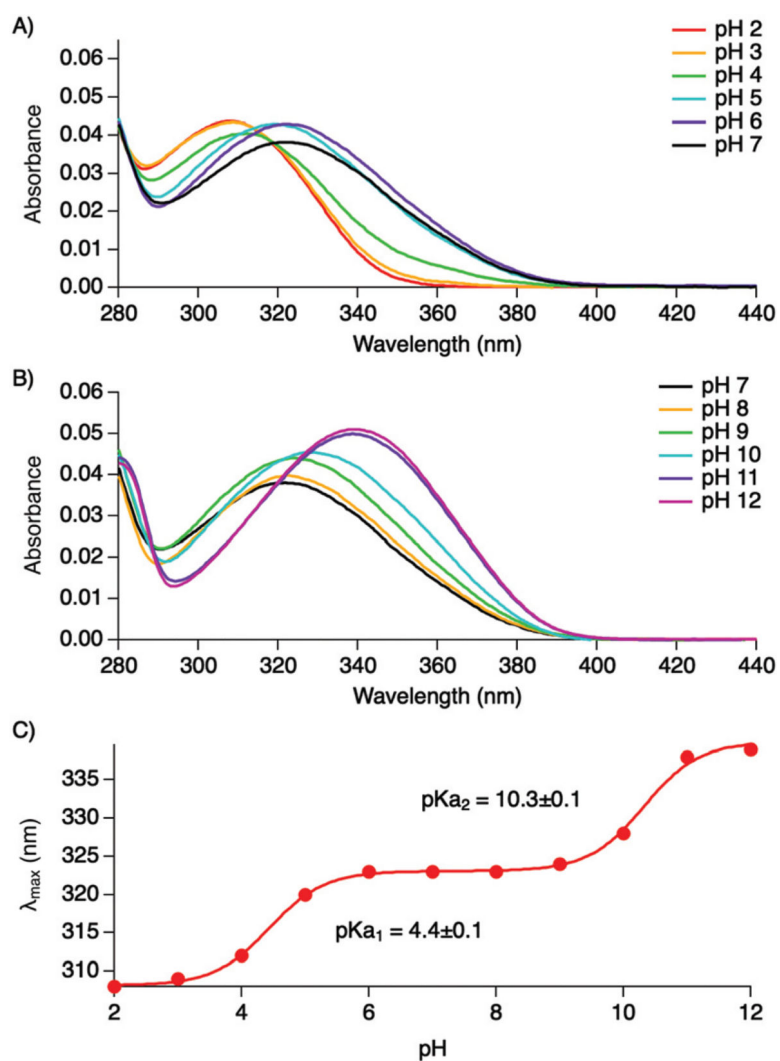 A)
pH 2
pH 3
pH 4
pH 5
pH 6
pH 7
0.06
0.05
0.04
0.03
0.02
0.01
0.00
Absorbance
280 300 320 340 360 380 400 420 440
Wavelength (nm)
B)
pH 7
pH 8
pH 9
pH 10
pH 11
pH 12
0.06
0.05
0.04
0.03
0.02
0.01
0.00
Absorbance
280 300 320 340 360 380 400 420 440
Wavelength (nm)
C)
335
330
325
320
315
310
λmax (nm)
pKa₂ = 10.3±0.1
pKa₁ = 4.4±0.1
2 4 6 8 10 12
pH